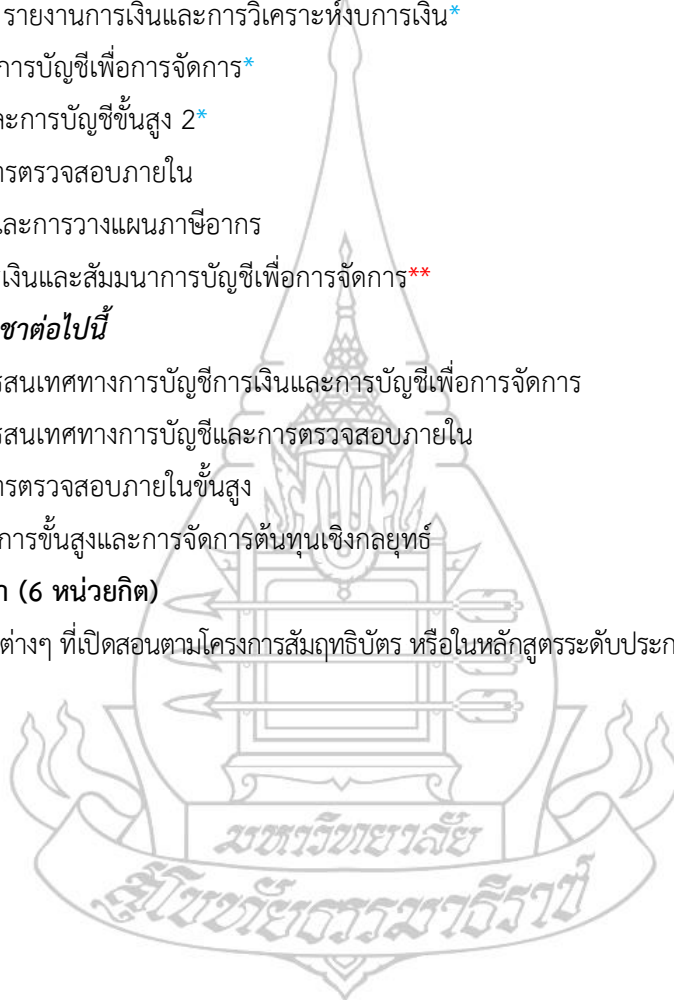 รายงานการเงินและการวิเคราะห์งบการเงิน*
การบัญชีเพื่อการจัดการ*
ละการบัญชีขั้นสูง 2*
ารตรวจสอบภายใน
และการวางแผนภาษีอากร
รเงินและสัมมนาการบัญชีเพื่อการจัดการ**
ชาต่อไปนี้
รสนเทศทางการบัญชีการเงินและการบัญชีเพื่อการจัดการ
รสนเทศทางการบัญชีและการตรวจสอบภายใน
ารตรวจสอบภายในขั้นสูง
การขั้นสูงและการจัดการต้นทุนเชิงกลยุทธ์
า (6 หน่วยกิต)
ต่างๆ ที่เปิดสอนตามโครงการสัมฤทธิบัตร หรือในหลักสูตรระดับประก
มหาวิทยาลัย
สุโขทัยธรรมาธิราช